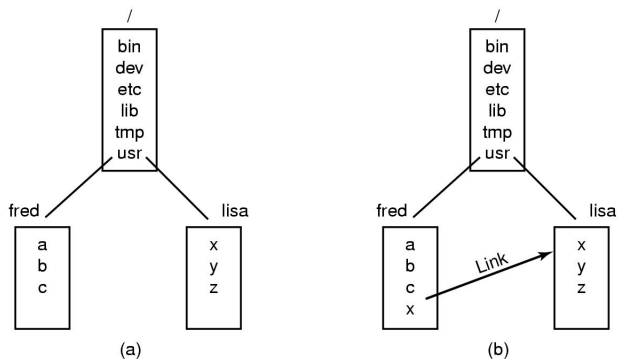 /
bin
dev
etc
lib
tmp
usr
fred
lisa
a
b
c
x
y
z
(a)
/
bin
dev
etc
lib
tmp
usr
fred
lisa
a
b
c
x
Link
x
y
z
(b)